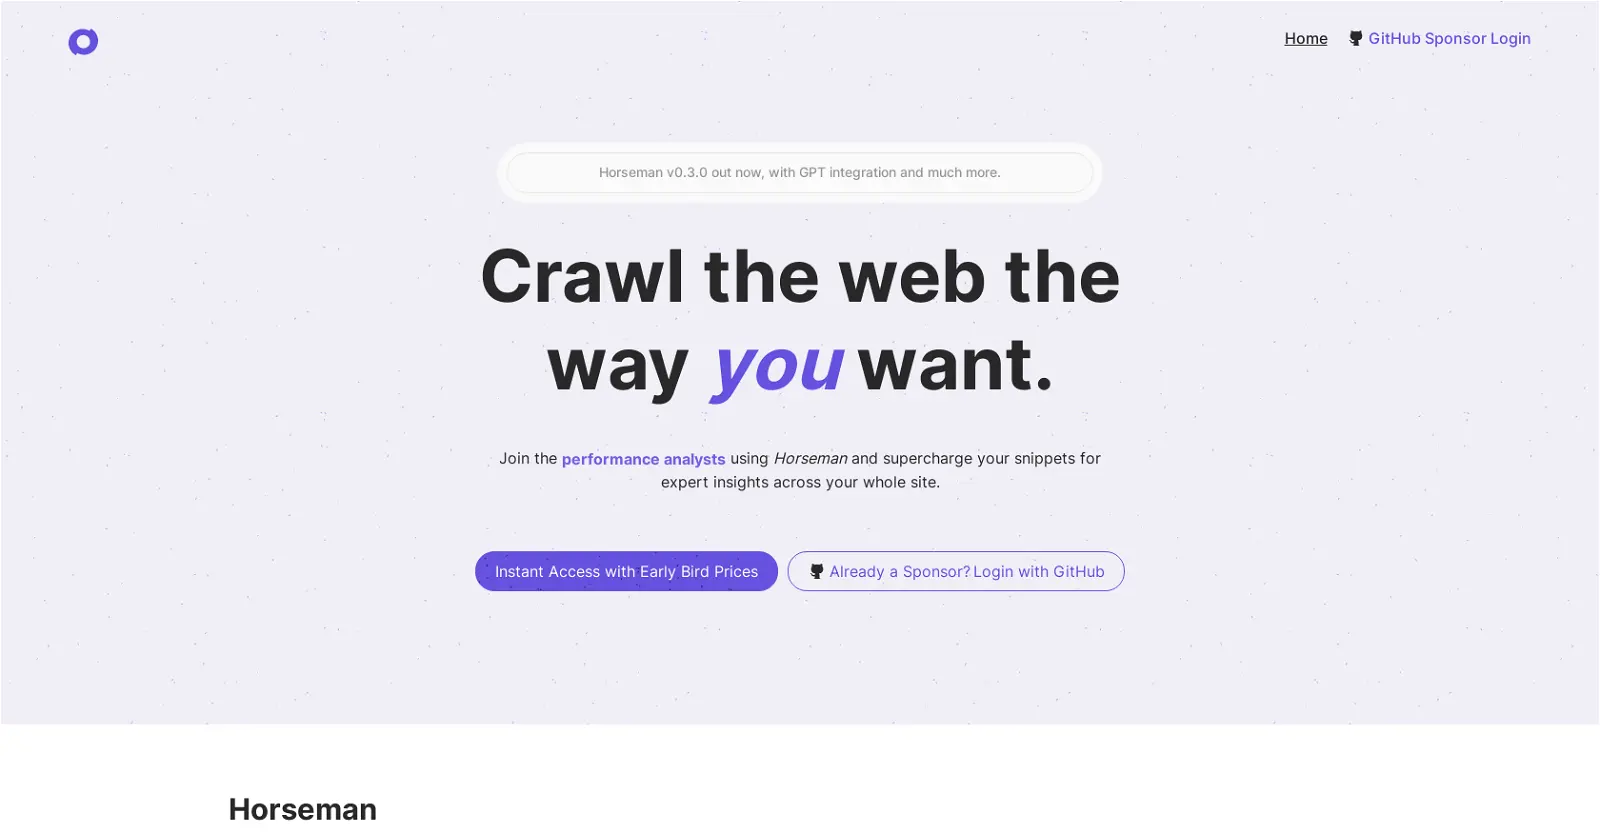 Home GitHub Sponsor Login
Horseman v0.3.0 out now, with GPT integration and much more.
Crawl the web the
way you want.
Join the performance analysts using Horseman and supercharge your snippets for
expert insights across your whole site.
Instant Access with Early Bird Prices Already a Sponsor? Login with GitHub
Horseman